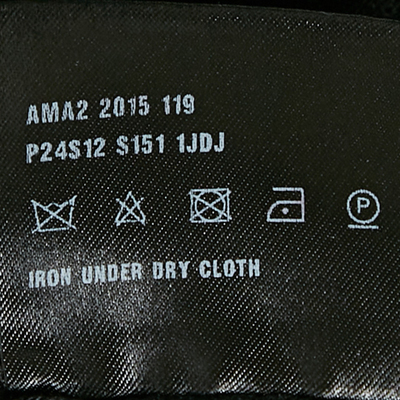 AMA2 2015 119
P24S12 S151 1JDJ
P
IRON UNDER DRY CLOTH